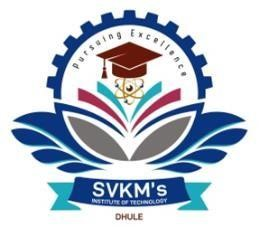 pursuing Excellence
SVKM's
INSTITUTE OF TECHNOLOGY
DHULE